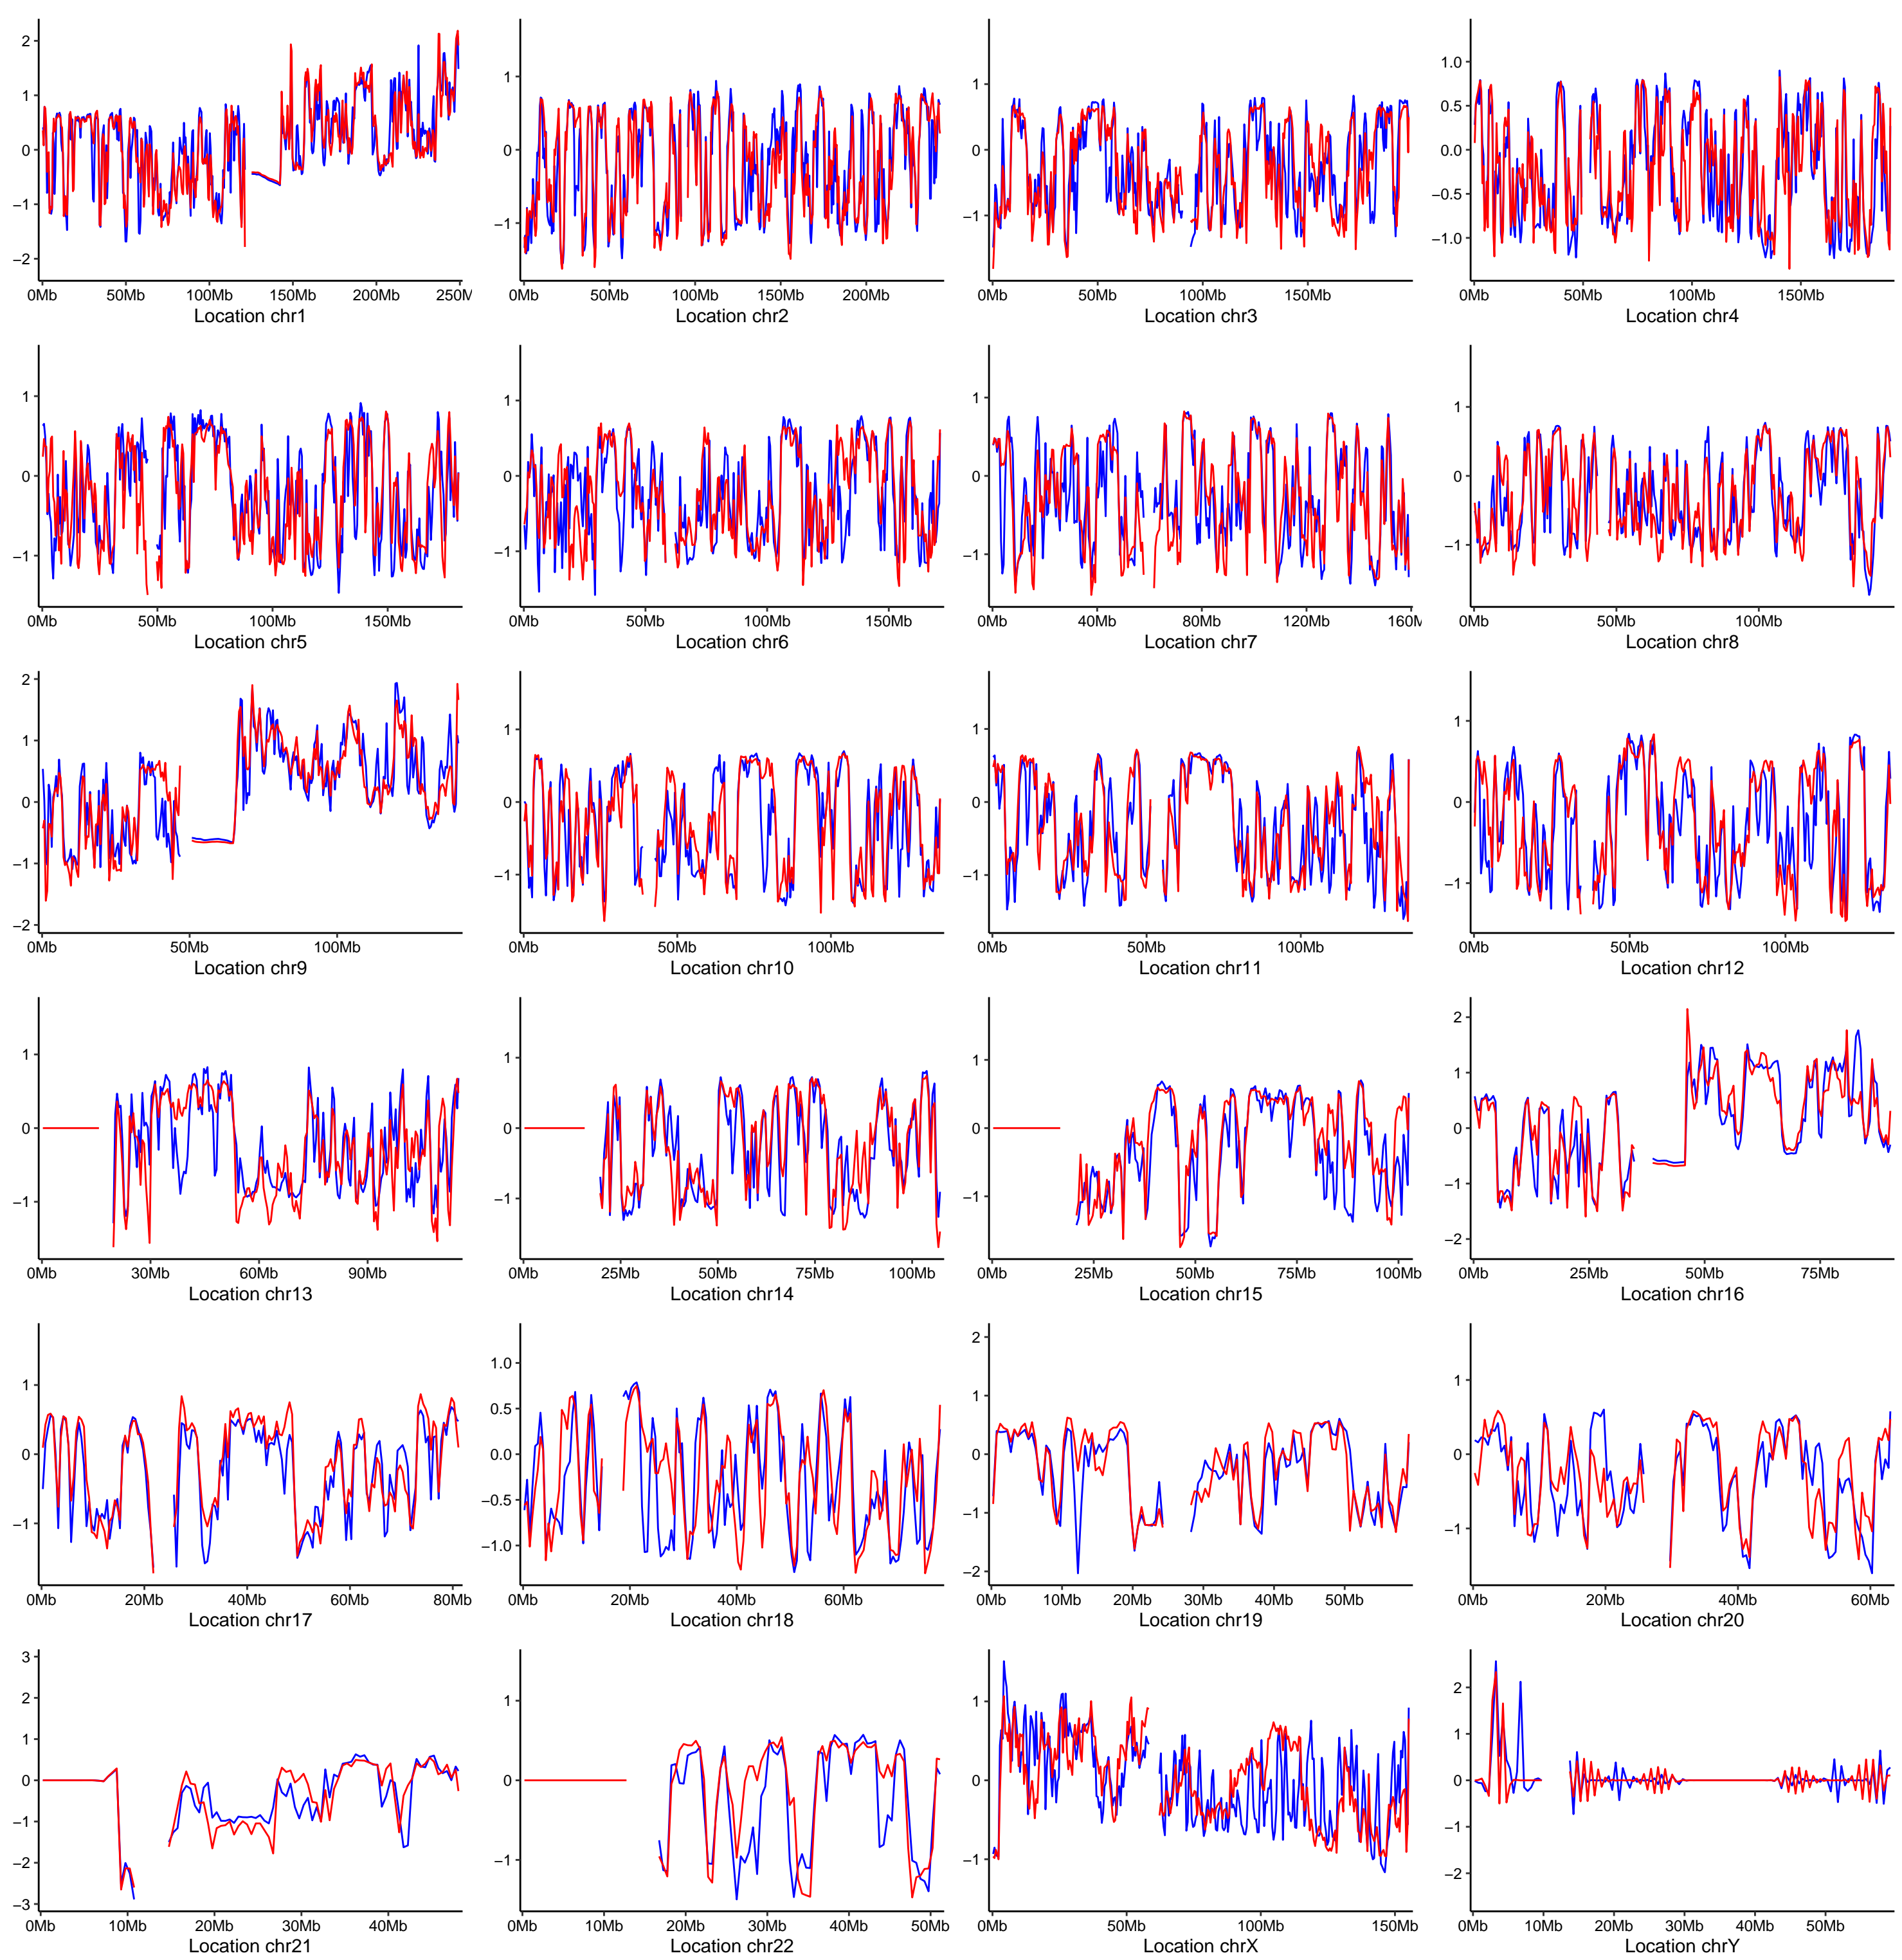 2
1
0
−1
−2
0Mb 50Mb 100Mb 150Mb 200Mb 250M
Location chr1
1
0
−1
0Mb 50Mb 100Mb 150Mb 200Mb
Location chr2
1
0
−1
0Mb 50Mb 100Mb 150Mb
Location chr3
1.0
0.5
0.0
−0.5
−1.0
0Mb 50Mb 100Mb 150Mb
Location chr4
1
0
−1
0Mb 50Mb 100Mb 150Mb
Location chr5
1
0
−1
0Mb 50Mb 100Mb 150Mb
Location chr6
1
0
−1
0Mb 40Mb 80Mb 120Mb 160M
Location chr7
1
0
−1
0Mb 50Mb 100Mb
Location chr8
2
1
0
−1
−2
0Mb 50Mb 100Mb
Location chr9
1
0
−1
0Mb 50Mb 100Mb
Location chr10
1
0
−1
0Mb 50Mb 100Mb
Location chr11
1
0
−1
0Mb 50Mb 100Mb
Location chr12
1
0
−1
0Mb 30Mb 60Mb 90Mb
Location chr13
1
0
−1
0Mb 25Mb 50Mb 75Mb 100Mb
Location chr14
1
0
−1
0Mb 25Mb 50Mb 75Mb 100Mb
Location chr15
2
1
0
−1
−2
0Mb 25Mb 50Mb 75Mb
Location chr16
1
0
−1
0Mb 20Mb 40Mb 60Mb 80Mb
Location chr17
1.0
0.5
0.0
−0.5
−1.0
0Mb 20Mb 40Mb 60Mb
Location chr18
2
1
0
−1
−2
0Mb 10Mb 20Mb 30Mb 40Mb 50Mb
Location chr19
1
0
−1
0Mb 20Mb 40Mb 60Mb
Location chr20
3
2
1
0
−1
−2
−3
0Mb 10Mb 20Mb 30Mb 40Mb
Location chr21
1
0
−1
0Mb 10Mb 20Mb 30Mb 40Mb 50Mb
Location chr22
1
0
−1
0Mb 50Mb 100Mb 150Mb
Location chrX
2
1
0
−1
−2
0Mb 10Mb 20Mb 30Mb 40Mb 50Mb
Location chrY